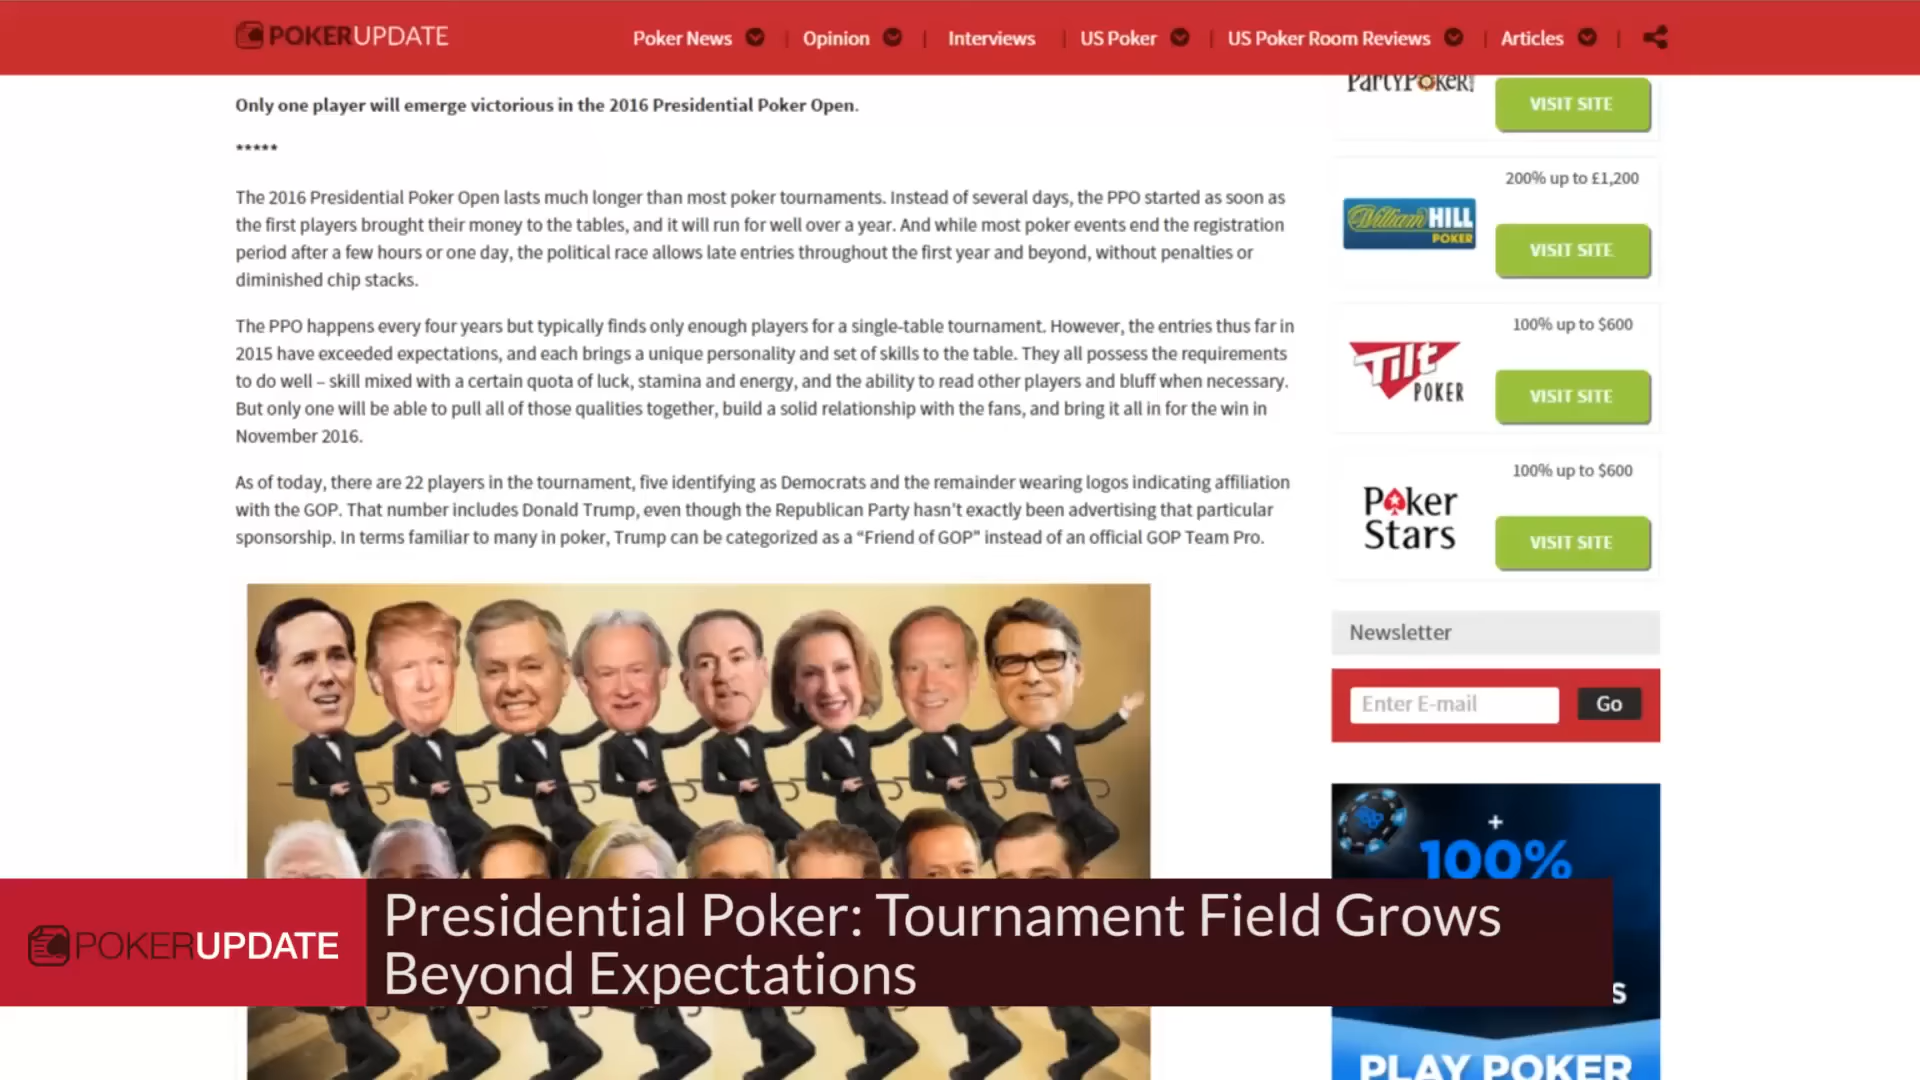 POKERUPDATE
Poker News | Opinion | Interviews | US Poker | US Poker Room Reviews | Articles |
Only one player will emerge victorious in the 2016 Presidential Poker Open.
*****
The 2016 Presidential Poker Open lasts much longer than most poker tournaments. Instead of several days, the PPO started as soon as
the first players brought their money to the tables, and it will run for well over a year. And while most poker events end the registration
period after a few hours or one day, the political race allows late entries throughout the first year and beyond, without penalties or
diminished chip stacks.
The PPO happens every four years but typically finds only enough players for a single-table tournament. However, the entries thus far in
2015 have exceeded expectations, and each brings a unique personality and set of skills to the table. They all possess the requirements
to do well – skill mixed with a certain quota of luck, stamina and energy, and the ability to read other players and bluff when necessary.
But only one will be able to pull all of those qualities together, build a solid relationship with the fans, and bring it all in for the win in
November 2016.
As of today, there are 22 players in the tournament, five identifying as Democrats and the remainder wearing logos indicating affiliation
with the GOP. That number includes Donald Trump, even though the Republican Party hasn't exactly been advertising that particular
sponsorship. In terms familiar to many in poker, Trump can be categorized as a “Friend of GOP” instead of an official GOP Team Pro.
PARTYPOKER
VISIT SITE
200% up to £1,200
William HILL
POKER
VISIT SITE
100% up to $600
Tilt
POKER
VISIT SITE
100% up to $600
Poker
Stars
VISIT SITE
Newsletter
Enter E-mail
Go
+
100%
S
PLAY POKER
POKERUPDATE
Presidential Poker: Tournament Field Grows
Beyond Expectations